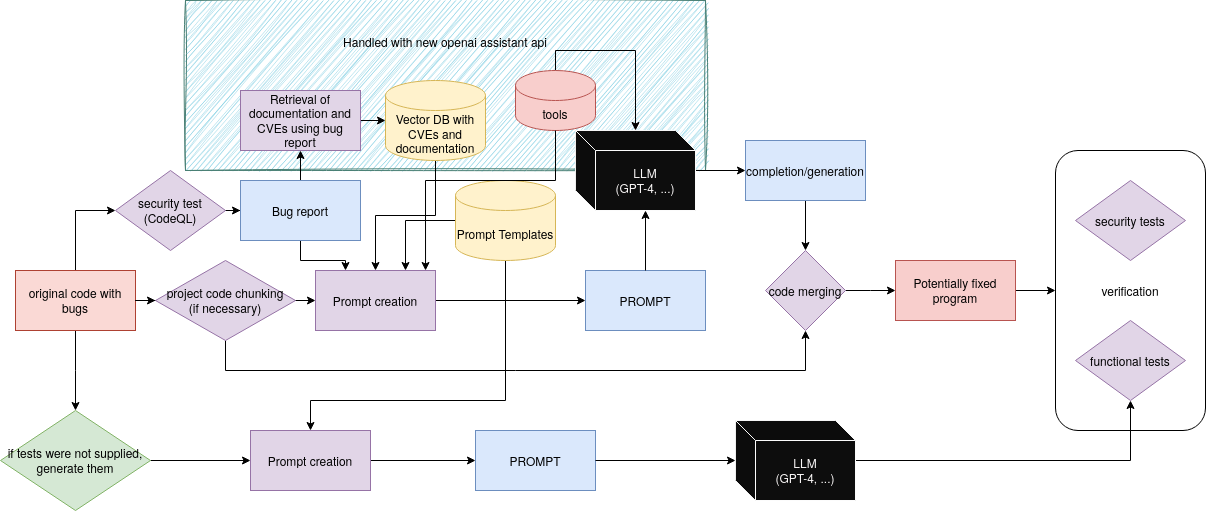 Handled with new openai assistant api
Retrieval of
documentation and
CVEs using bug
report
Vector DB with
CVEs and
documentation
tools
LLM
(GPT-4, ...)
completion/generation
security test
(CodeQL)
Bug report
Prompt Templates
security tests
original code with
bugs
project code chunking
(if necessary)
Prompt creation
PROMPT
code merging
Potentially fixed
program
verification
functional tests
if tests were not supplied,
generate them
Prompt creation
PROMPT
LLM
(GPT-4, ...)